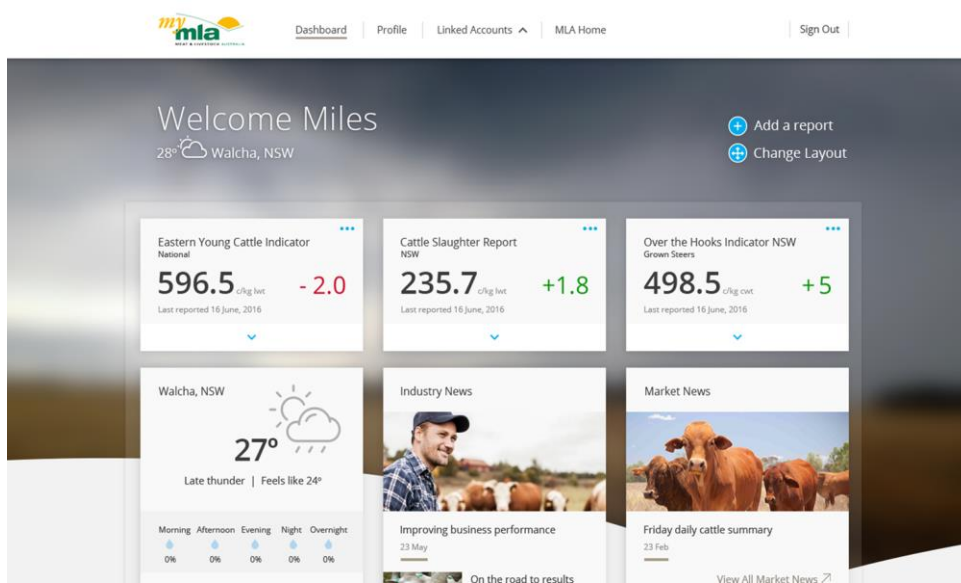 my
mla
MEAT & LIVESTOCK AUSTRALIA
Dashboard
Profile
Linked Accounts
MLA Home
Sign Out
Welcome Miles
28° Walcha, NSW
Add a report
Change Layout
Eastern Young Cattle Indicator
National
596.5 c/kg lwt - 2.0
Last reported 16 June, 2016
Cattle Slaughter Report
NSW
235.7 c/kg lwt +1.8
Last reported 16 June, 2016
Over the Hooks Indicator NSW
Grown Steers
498.5 c/kg cwt +5
Last reported 16 June, 2016
Walcha, NSW
27°
Late thunder | Feels like 24°
Morning Afternoon Evening Night Overnight
0% 0% 0% 0% 0%
Industry News
Improving business performance
23 May
On the road to results
Market News
Friday daily cattle summary
23 Feb
View All Market News